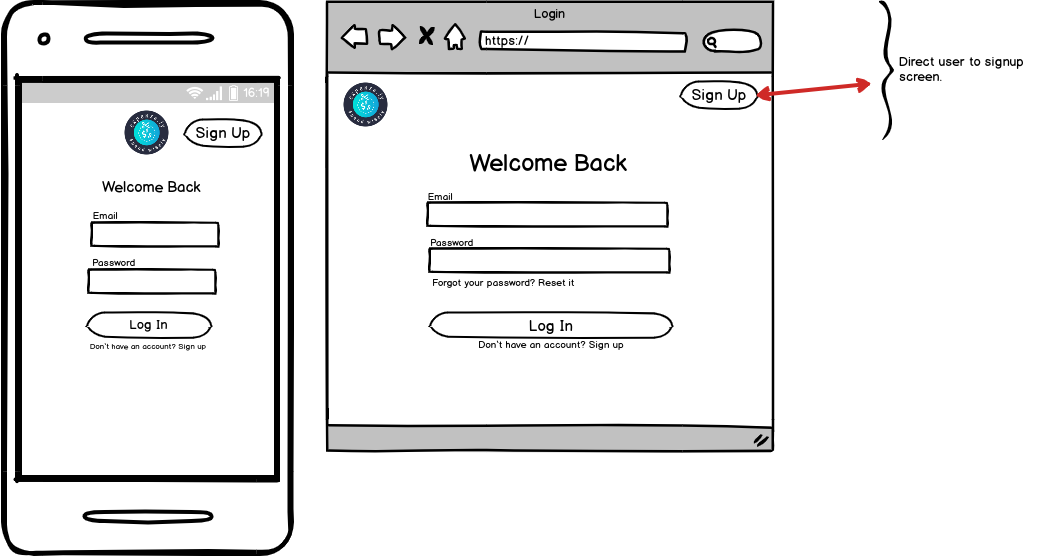 16:19
Sign Up
Welcome Back
Email
Password
Log In
Don't have an account? Sign up
Login
https://
Sign Up
Welcome Back
Email
Password
Forgot your password? Reset it
Log In
Don't have an account? Sign up
Direct user to signup
screen.